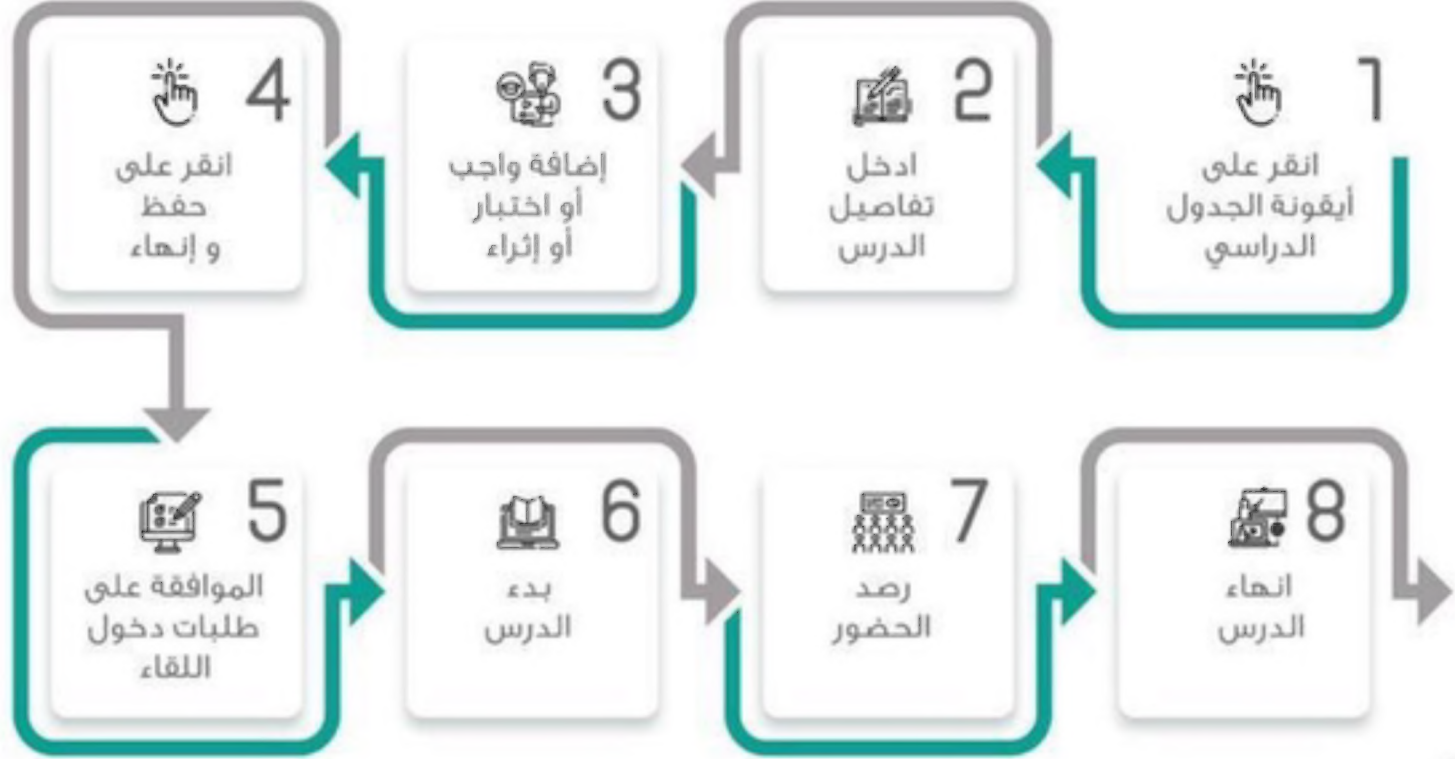 1
انقر على
أيقونة الجدول
الدراسي
2
ادخل
تفاصيل
الدرس
3
إضافة واجب
أو اختبار
أو إثراء
4
انقر على
حفظ
و إنهاء
5
الموافقة على
طلبات دخول
اللقاء
6
بدء
الدرس
7
رصد
الحضور
8
انهاء
الدرس